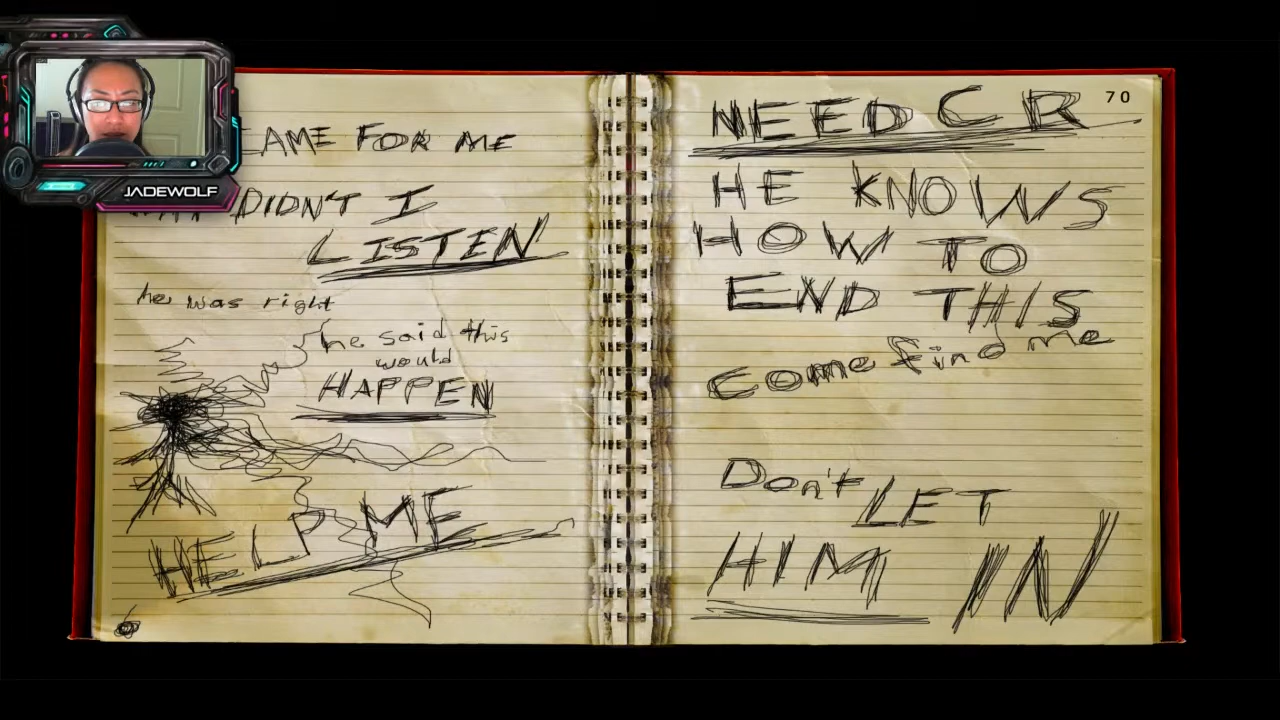 JADEWOLF
AME FOR ME
DIDN'T I
LISTEN
he was right
he said this
would
HAPPEN
HELP ME
70
NEED CR
HE KNOWS
HOW TO
END THIS
come find me
Don't LET
HIM IN